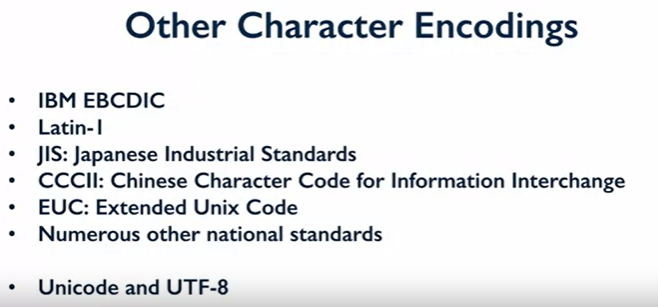 Other Character Encodings
• IBM EBCDIC
• Latin-1
• JIS: Japanese Industrial Standards
• CCCII: Chinese Character Code for Information Interchange
• EUC: Extended Unix Code
• Numerous other national standards
• Unicode and UTF-8